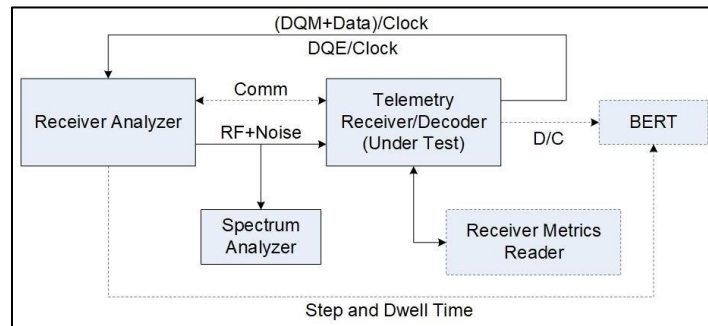 (DQM+Data)/Clock
DQE/Clock
Receiver Analyzer
Comm
RF+Noise
Telemetry
Receiver/Decoder
(Under Test)
D/C
BERT
Spectrum
Analyzer
Receiver Metrics
Reader
Step and Dwell Time